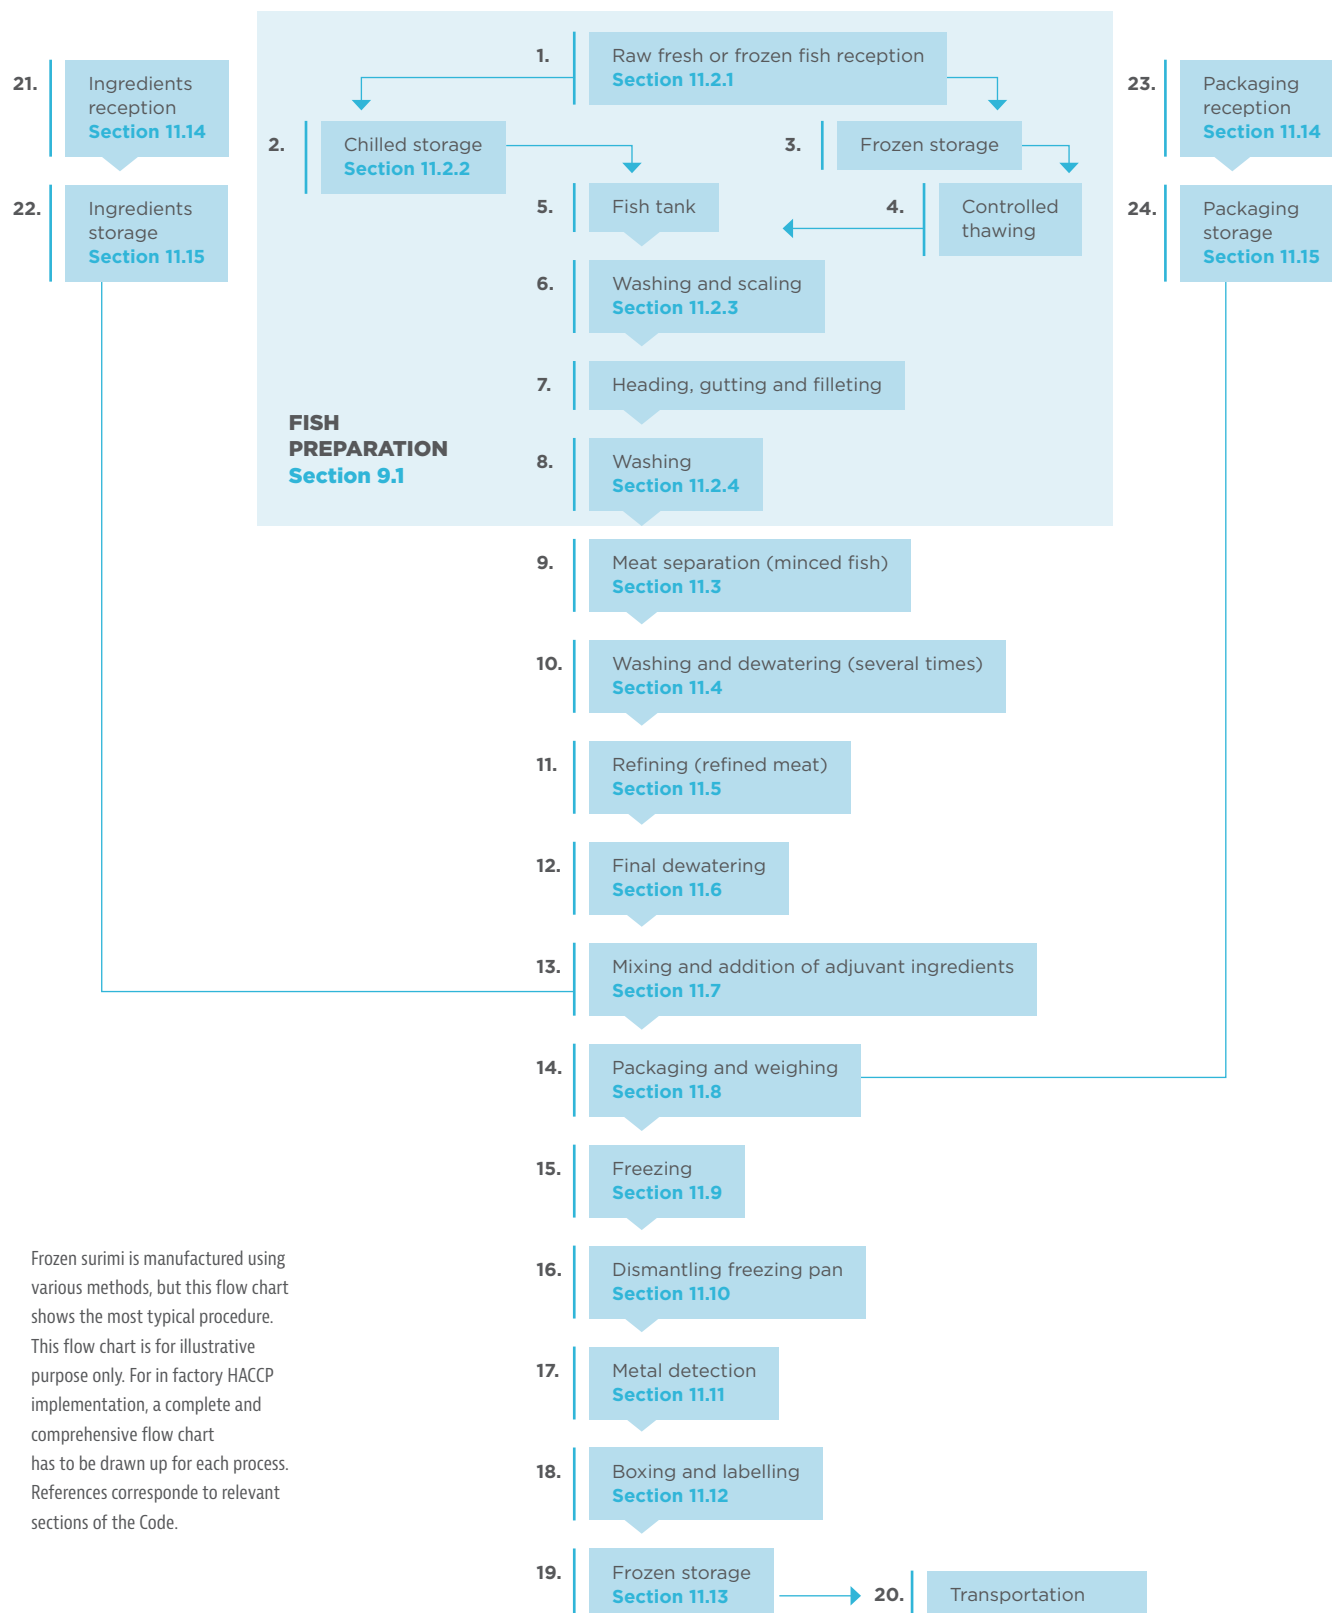 1.
Raw fresh or frozen fish reception
Section 11.2.1
21.
Ingredients
reception
Section 11.14
23.
Packaging
reception
Section 11.14
2.
Chilled storage
Section 11.2.2
3.
Frozen storage
22.
Ingredients
storage
Section 11.15
5.
Fish tank
4.
Controlled
thawing
24.
Packaging
storage
Section 11.15
6.
Washing and scaling
Section 11.2.3
7.
Heading, gutting and filleting
FISH
PREPARATION
Section 9.1
8.
Washing
Section 11.2.4
9.
Meat separation (minced fish)
Section 11.3
10.
Washing and dewatering (several times)
Section 11.4
11.
Refining (refined meat)
Section 11.5
12.
Final dewatering
Section 11.6
13.
Mixing and addition of adjuvant ingredients
Section 11.7
14.
Packaging and weighing
Section 11.8
15.
Freezing
Section 11.9
16.
Dismantling freezing pan
Section 11.10
17.
Metal detection
Section 11.11
18.
Boxing and labelling
Section 11.12
19.
Frozen storage
Section 11.13
20.
Transportation
Frozen surimi is manufactured using
various methods, but this flow chart
shows the most typical procedure.
This flow chart is for illustrative
purpose only. For in factory HACCP
implementation, a complete and
comprehensive flow chart
has to be drawn up for each process.
References corresponde to relevant
sections of the Code.